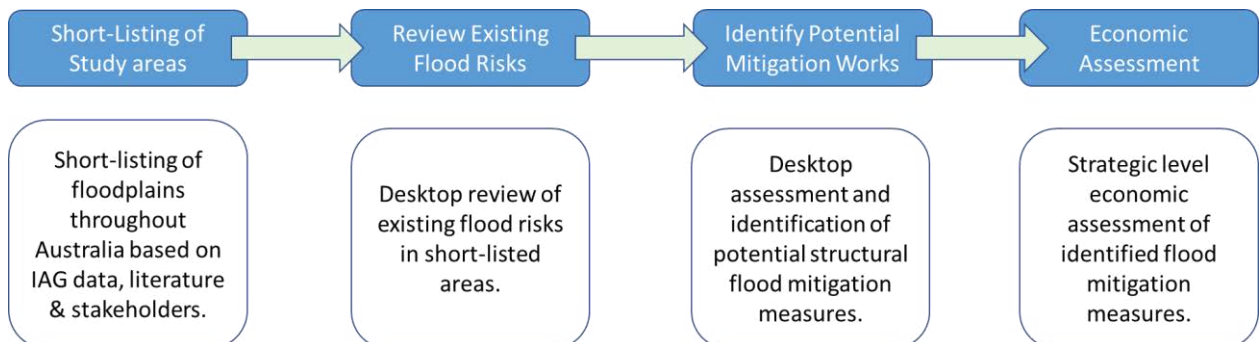 Short-Listing of
Study areas
Review Existing
Flood Risks
Identify Potential
Mitigation Works
Economic
Assessment
Short-listing of
floodplains
throughout
Australia based on
IAG data, literature
& stakeholders.
Desktop review of
existing flood risks
in short-listed
areas.
Desktop
assessment and
identification of
potential structural
flood mitigation
measures.
Strategic level
economic
assessment of
identified flood
mitigation
measures.